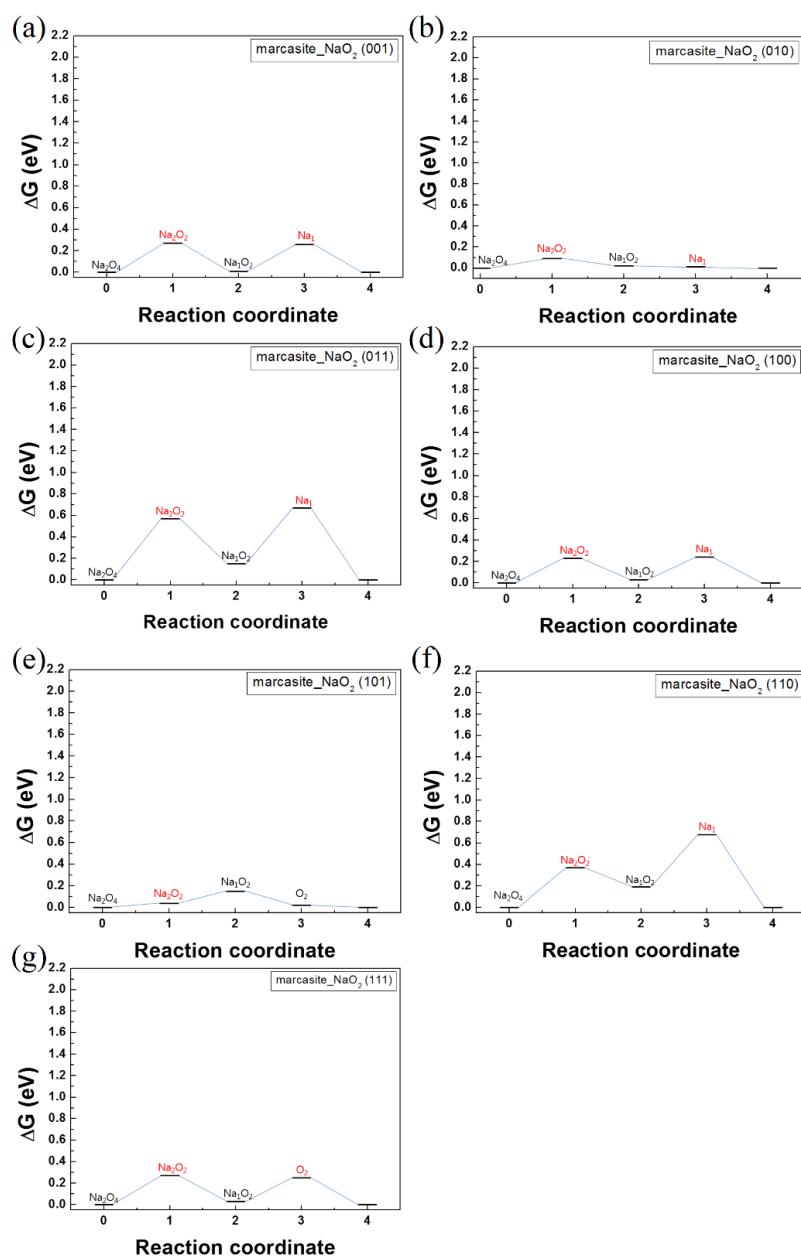 (a)
marcasite_NaO₂ (001)
ΔG (eV)
2.2
2.0
1.8
1.6
1.4
1.2
1.0
0.8
0.6
0.4
0.2
0.0
Na₂O₄
Na₂O₂
Na₁O₂
Na₁
0 1 2 3 4
Reaction coordinate
(b)
marcasite_NaO₂ (010)
ΔG (eV)
2.2
2.0
1.8
1.6
1.4
1.2
1.0
0.8
0.6
0.4
0.2
0.0
Na₂O₄
Na₂O₂
Na₁O₂
Na₁
0 1 2 3 4
Reaction coordinate
(c)
marcasite_NaO₂ (011)
ΔG (eV)
2.2
2.0
1.8
1.6
1.4
1.2
1.0
0.8
0.6
0.4
0.2
0.0
Na₂O₄
Na₂O₂
Na₁O₂
Na₁
0 1 2 3 4
Reaction coordinate
(d)
marcasite_NaO₂ (100)
ΔG (eV)
2.2
2.0
1.8
1.6
1.4
1.2
1.0
0.8
0.6
0.4
0.2
0.0
Na₂O₄
Na₂O₂
Na₁O₂
Na₁
0 1 2 3 4
Reaction coordinate
(e)
marcasite_NaO₂ (101)
ΔG (eV)
2.2
2.0
1.8
1.6
1.4
1.2
1.0
0.8
0.6
0.4
0.2
0.0
Na₂O₄
Na₂O₂
Na₁O₂
O₂
0 1 2 3 4
Reaction coordinate
(f)
marcasite_NaO₂ (110)
ΔG (eV)
2.2
2.0
1.8
1.6
1.4
1.2
1.0
0.8
0.6
0.4
0.2
0.0
Na₂O₄
Na₂O₂
Na₁O₂
Na₁
0 1 2 3 4
Reaction coordinate
(g)
marcasite_NaO₂ (111)
ΔG (eV)
2.2
2.0
1.8
1.6
1.4
1.2
1.0
0.8
0.6
0.4
0.2
0.0
Na₂O₄
Na₂O₂
Na₁O₂
O₂
0 1 2 3 4
Reaction coordinate